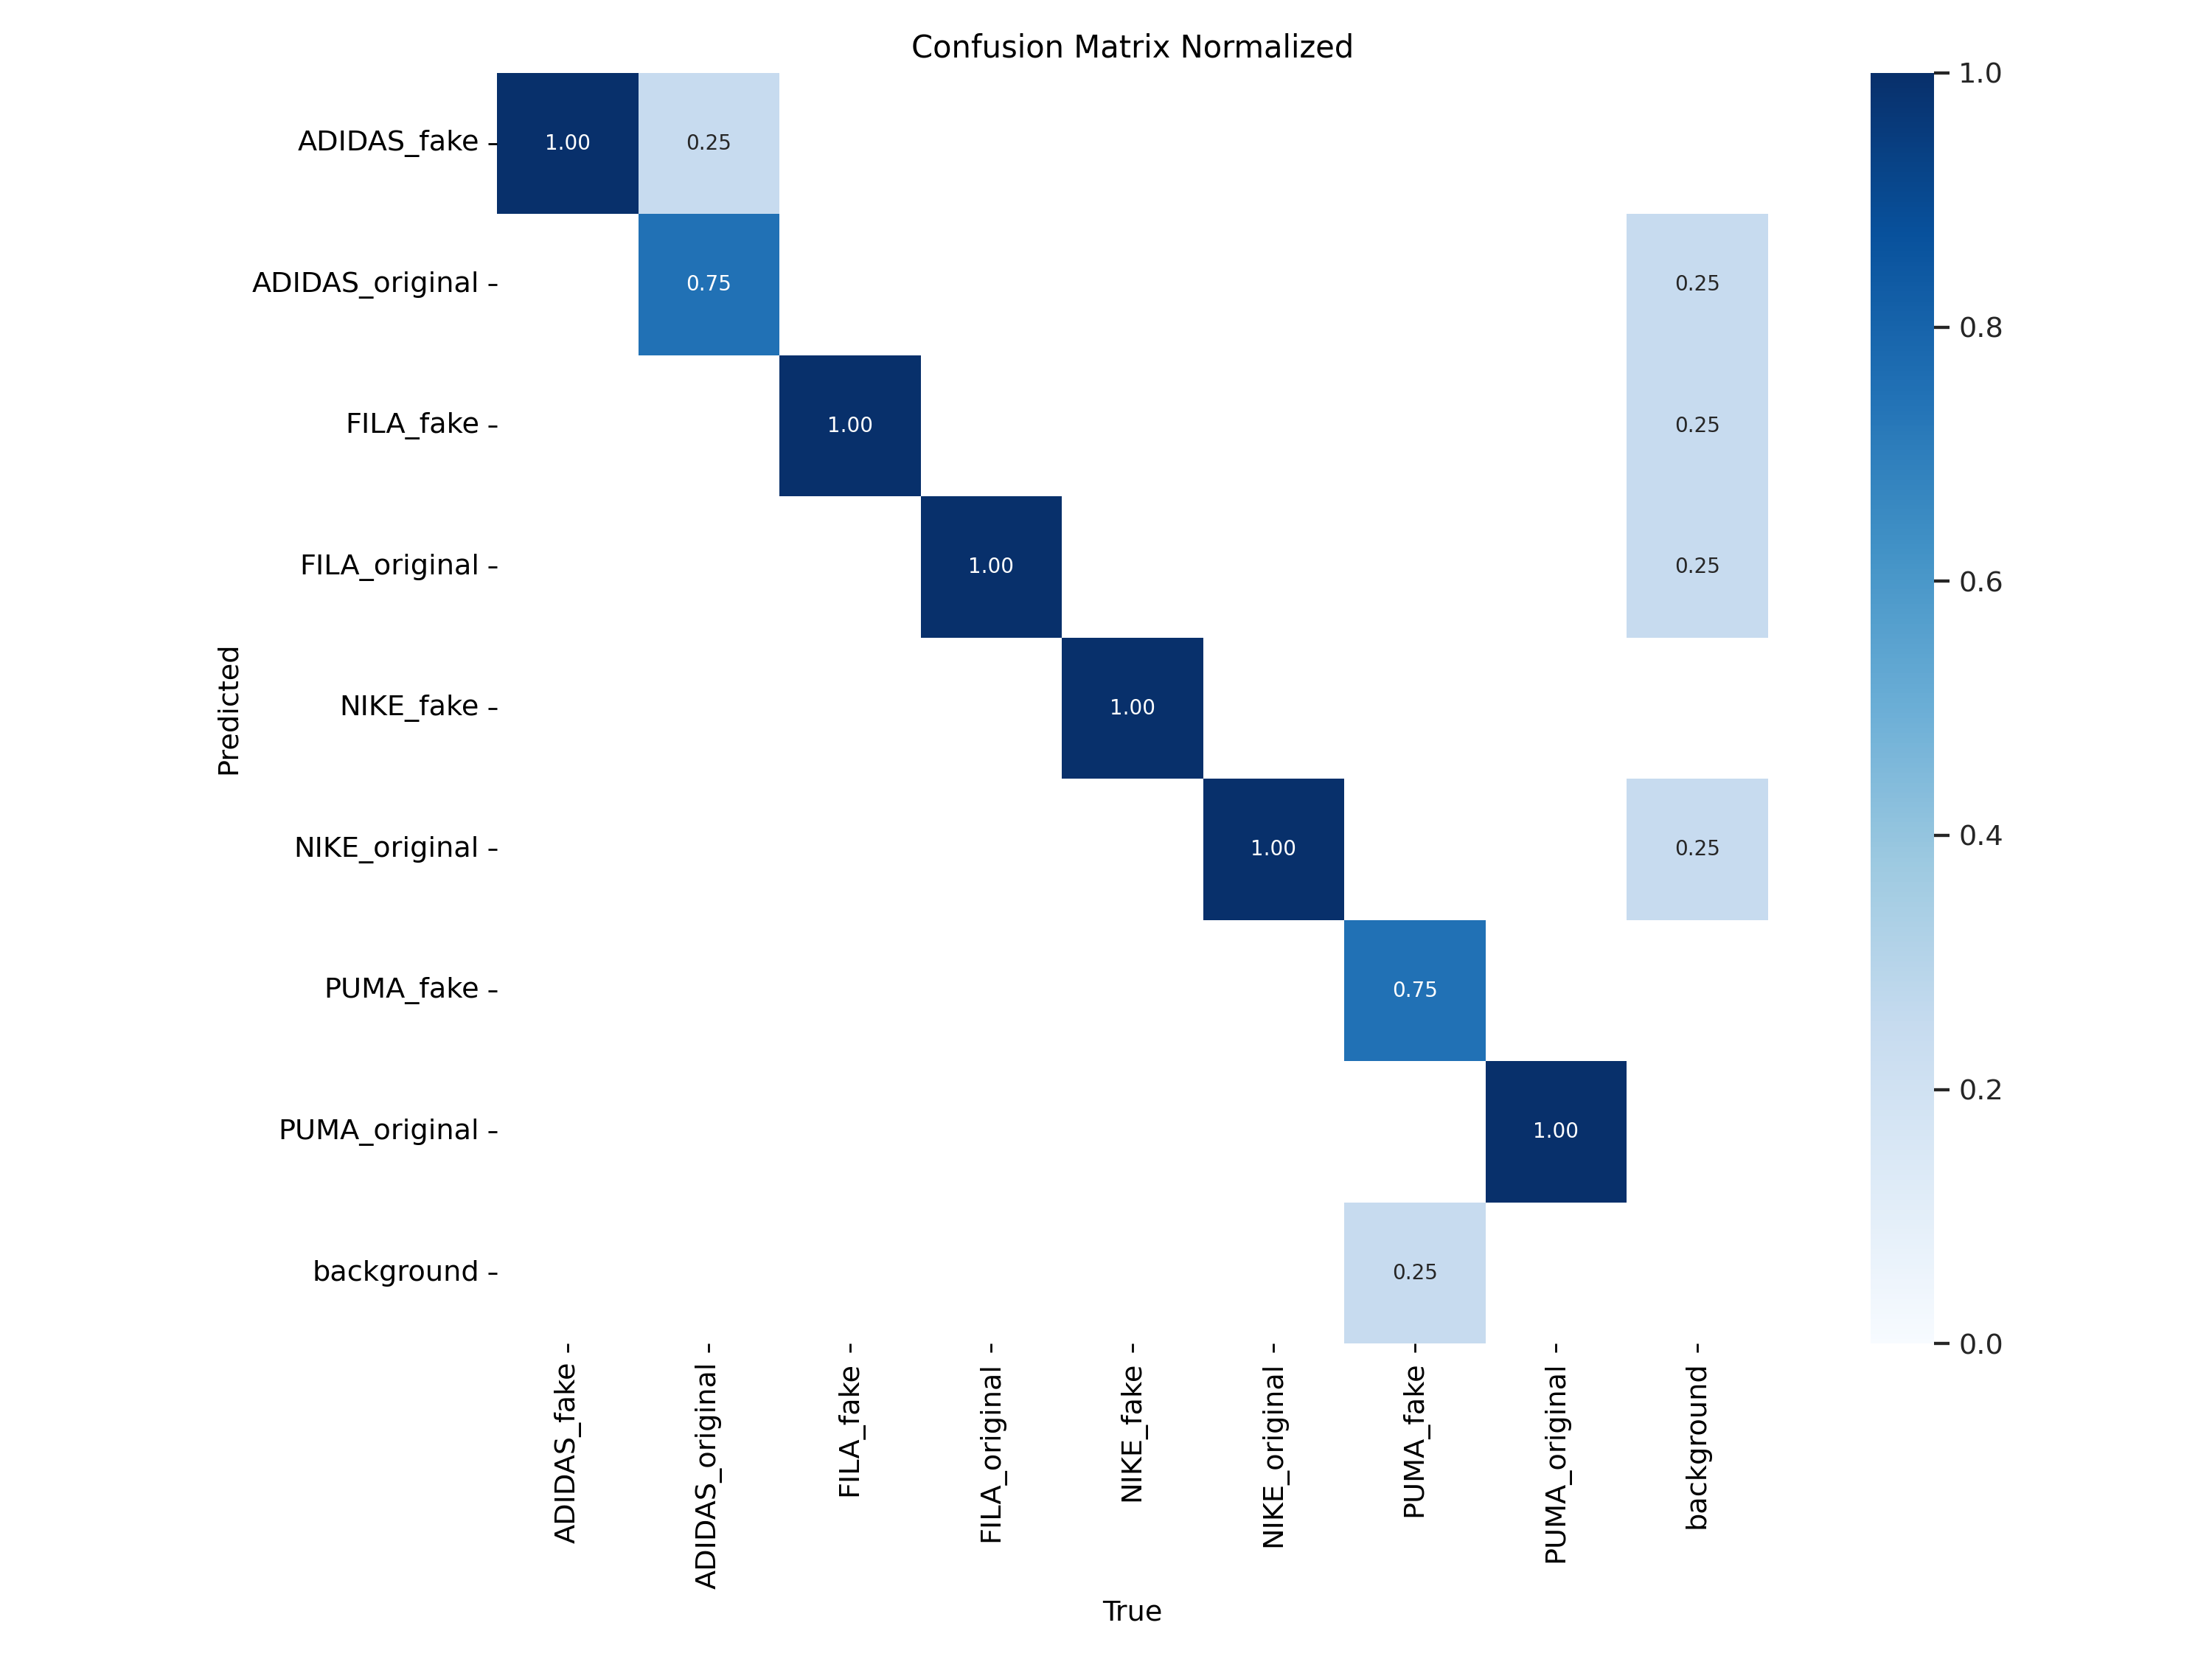 Confusion Matrix Normalized
ADIDAS_fake
1.00
0.25
1.0
ADIDAS_original
0.75
0.25
0.8
FILA_fake
1.00
0.25
FILA_original
1.00
0.25
0.6
Predicted
NIKE_fake
1.00
NIKE_original
1.00
0.25
0.4
PUMA_fake
0.75
PUMA_original
1.00
0.2
background
0.25
0.0
ADIDAS_fake
ADIDAS_original
FILA_fake
FILA_original
NIKE_fake
NIKE_original
PUMA_fake
PUMA_original
background
True